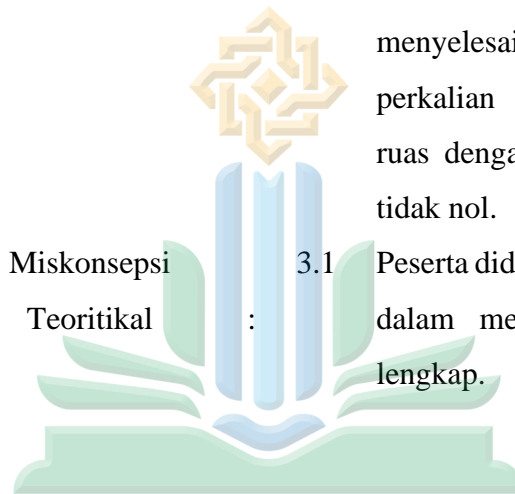 menyelesai
perkalian
ruas denga
tidak nol.
Miskonsepsi 3.1 Peserta did
Teoritikal : dalam me
lengkap.